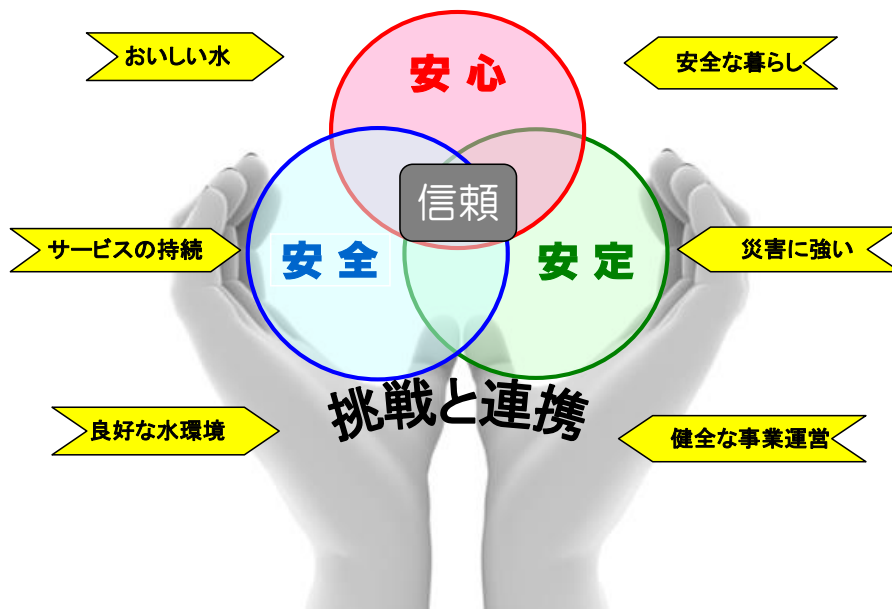 おいしい水
安心
安全な暮らし
信頼
サービスの持続
安全
安定
災害に強い
挑戦と連携
良好な水環境
健全な事業運営